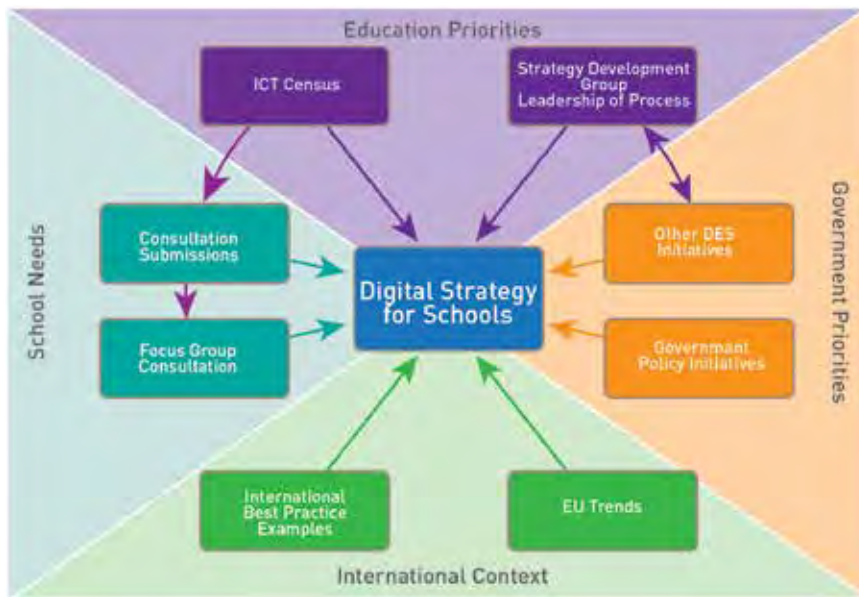 Education Priorities
ICT Census
Strategy Development
Group
Leadership of Process
School Needs
Consultation
Submissions
Focus Group
Consultation
Digital Strategy
for Schools
Other DES
Initiatives
Governmant
Policy Initiatives
Government Priorities
International
Best Practice
Examples
EU Trends
International Context